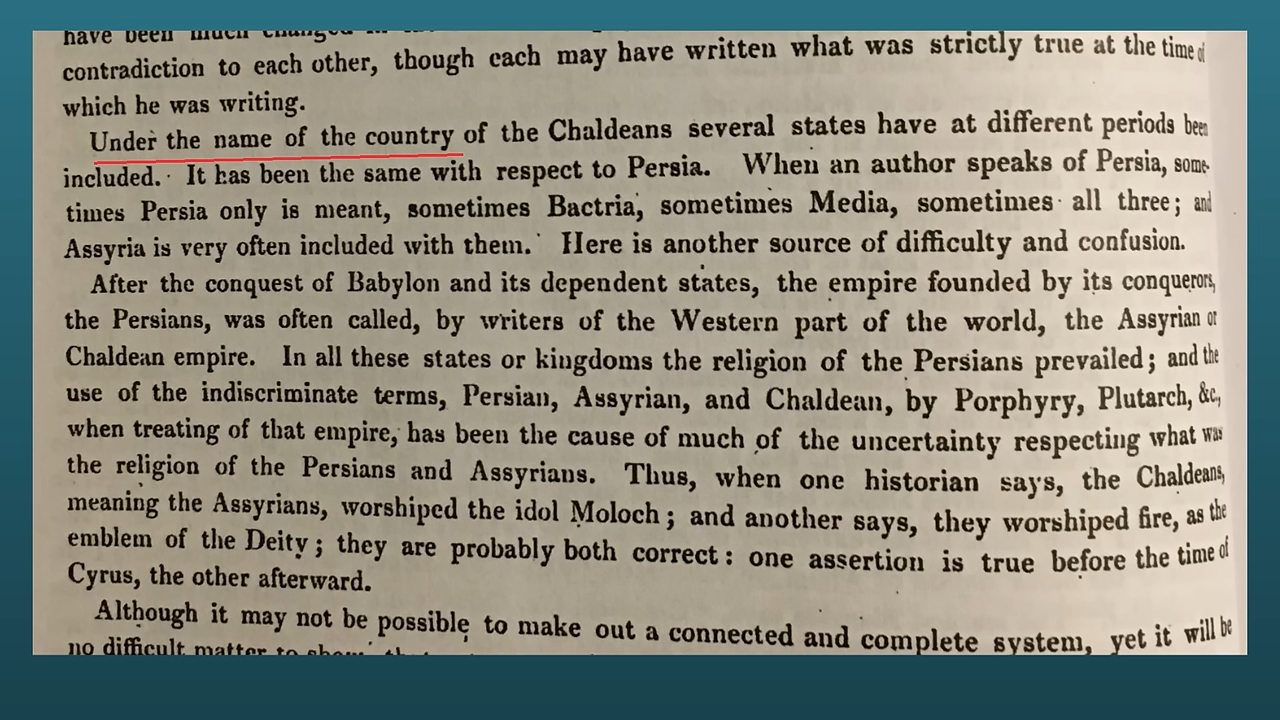 have been much changed in
contradiction to each other, though each may have written what was strictly true at the time of
which he was writing.
Under the name of the country of the Chaldeans several states have at different periods been
included. It has been the same with respect to Persia. When an author speaks of Persia, some-
times Persia only is meant, sometimes Bactria, sometimes Media, sometimes all three; and
Assyria is very often included with them. Here is another source of difficulty and confusion.
After the conquest of Babylon and its dependent states, the empire founded by its conquerors,
the Persians, was often called, by writers of the Western part of the world, the Assyrian or
Chaldean empire. In all these states or kingdoms the religion of the Persians prevailed; and the
use of the indiscriminate terms, Persian, Assyrian, and Chaldean, by Porphyry, Plutarch, &c.,
when treating of that empire, has been the cause of much of the uncertainty respecting what was
the religion of the Persians and Assyrians. Thus, when one historian says, the Chaldeans,
meaning the Assyrians, worshiped the idol Moloch; and another says, they worshiped fire, as the
emblem of the Deity; they are probably both correct: one assertion is true before the time of
Cyrus, the other afterward.
Although it may not be possible to make out a connected and complete system, yet it will be
no difficult matter to show, that